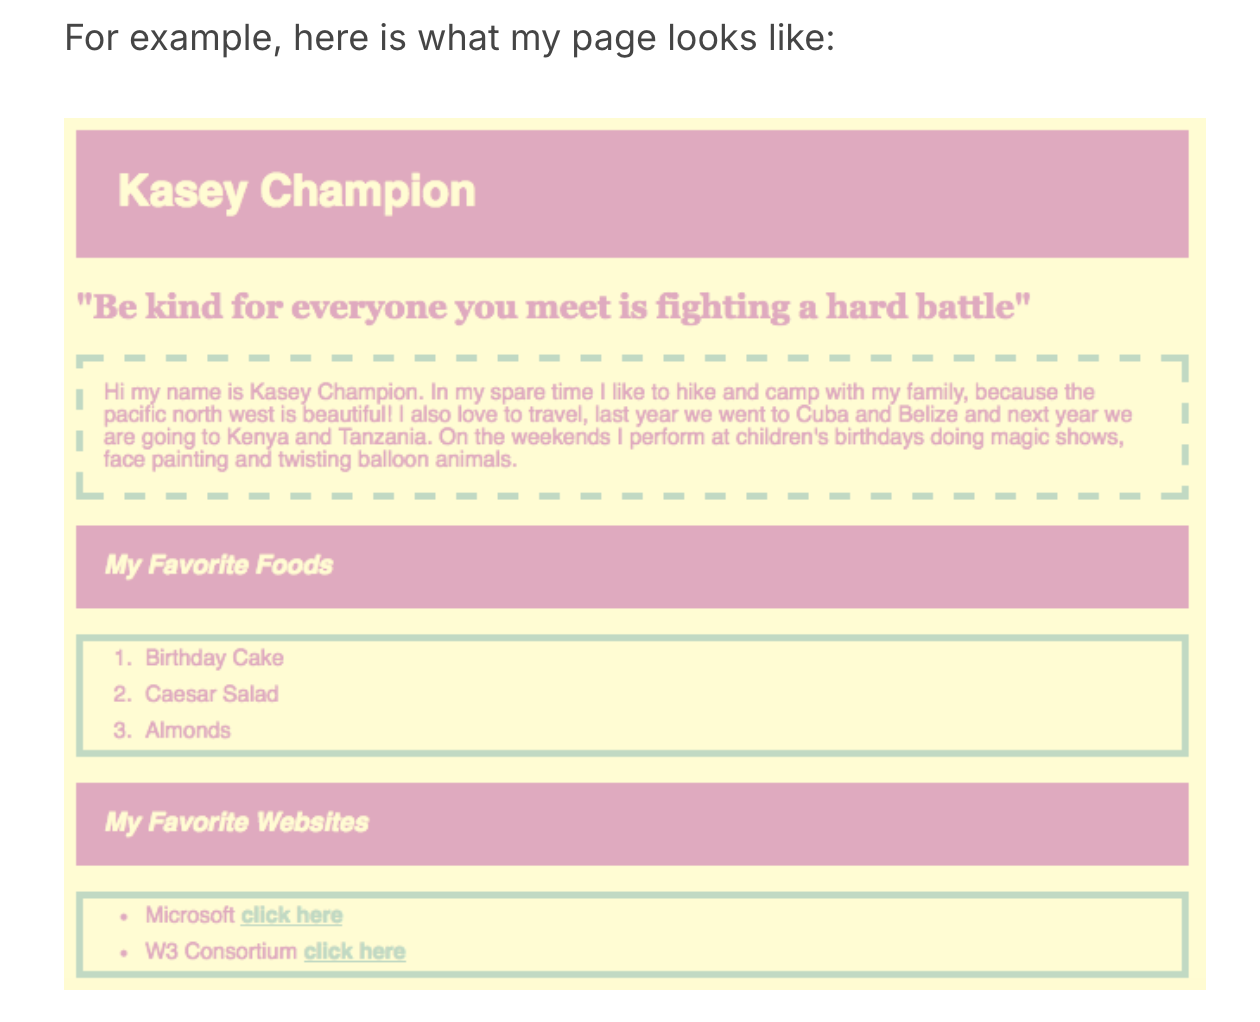 For example, here is what my page looks like:
Kasey Champion
"Be kind for everyone you meet is fighting a hard battle"
Hi my name is Kasey Champion. In my spare time I like to hike and camp with my family, because the
pacific north west is beautiful! I also love to travel, last year we went to Cuba and Belize and next year we
are going to Kenya and Tanzania. On the weekends I perform at children's birthdays doing magic shows,
face painting and twisting balloon animals.
My Favorite Foods
1. Birthday Cake
2. Caesar Salad
3. Almonds
My Favorite Websites
• Microsoft click here
• W3 Consortium click here